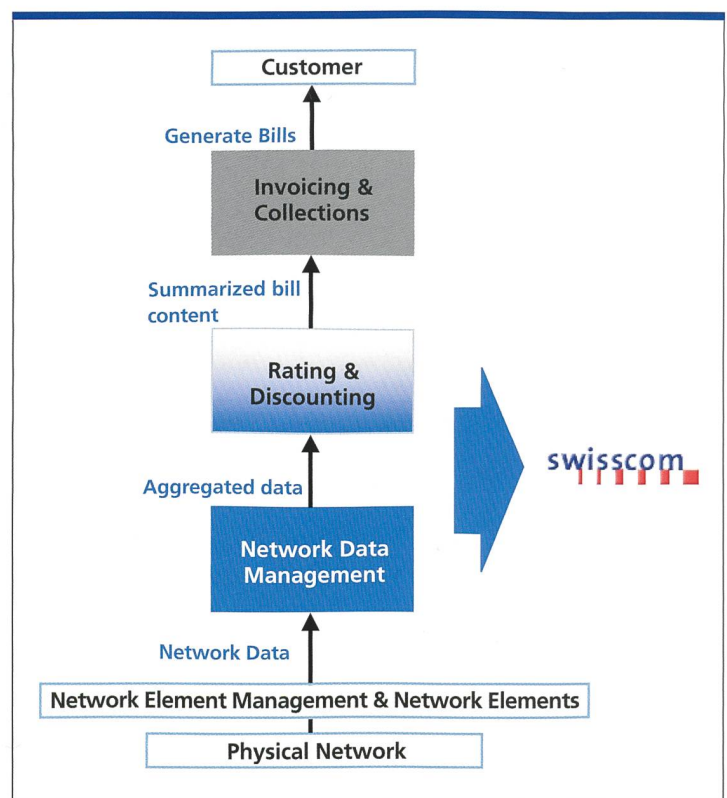 Customer
Generate Bills
Invoicing &
Collections
Summarized bill
content
Rating &
Discounting
swisscom
Aggregated data
Network Data
Management
Network Data
Network Element Management & Network Elements
Physical Network